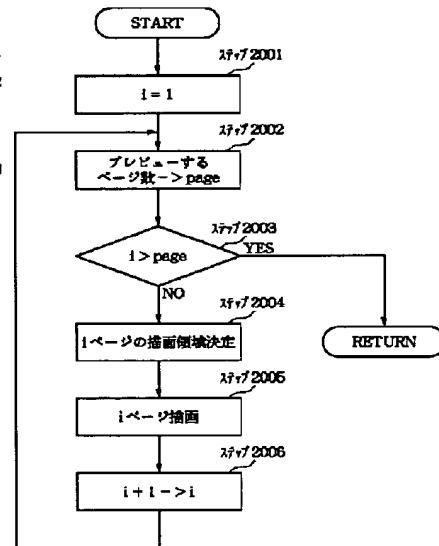 START
ステップ2001
i = 1
ステップ2002
プレビューする
ページ数－＞page
ステップ2003
i＞page
YES
NO
ステップ2004
iページの描画領域決定
RETURN
ステップ2005
iページ描画
ステップ2006
i＋1－＞i